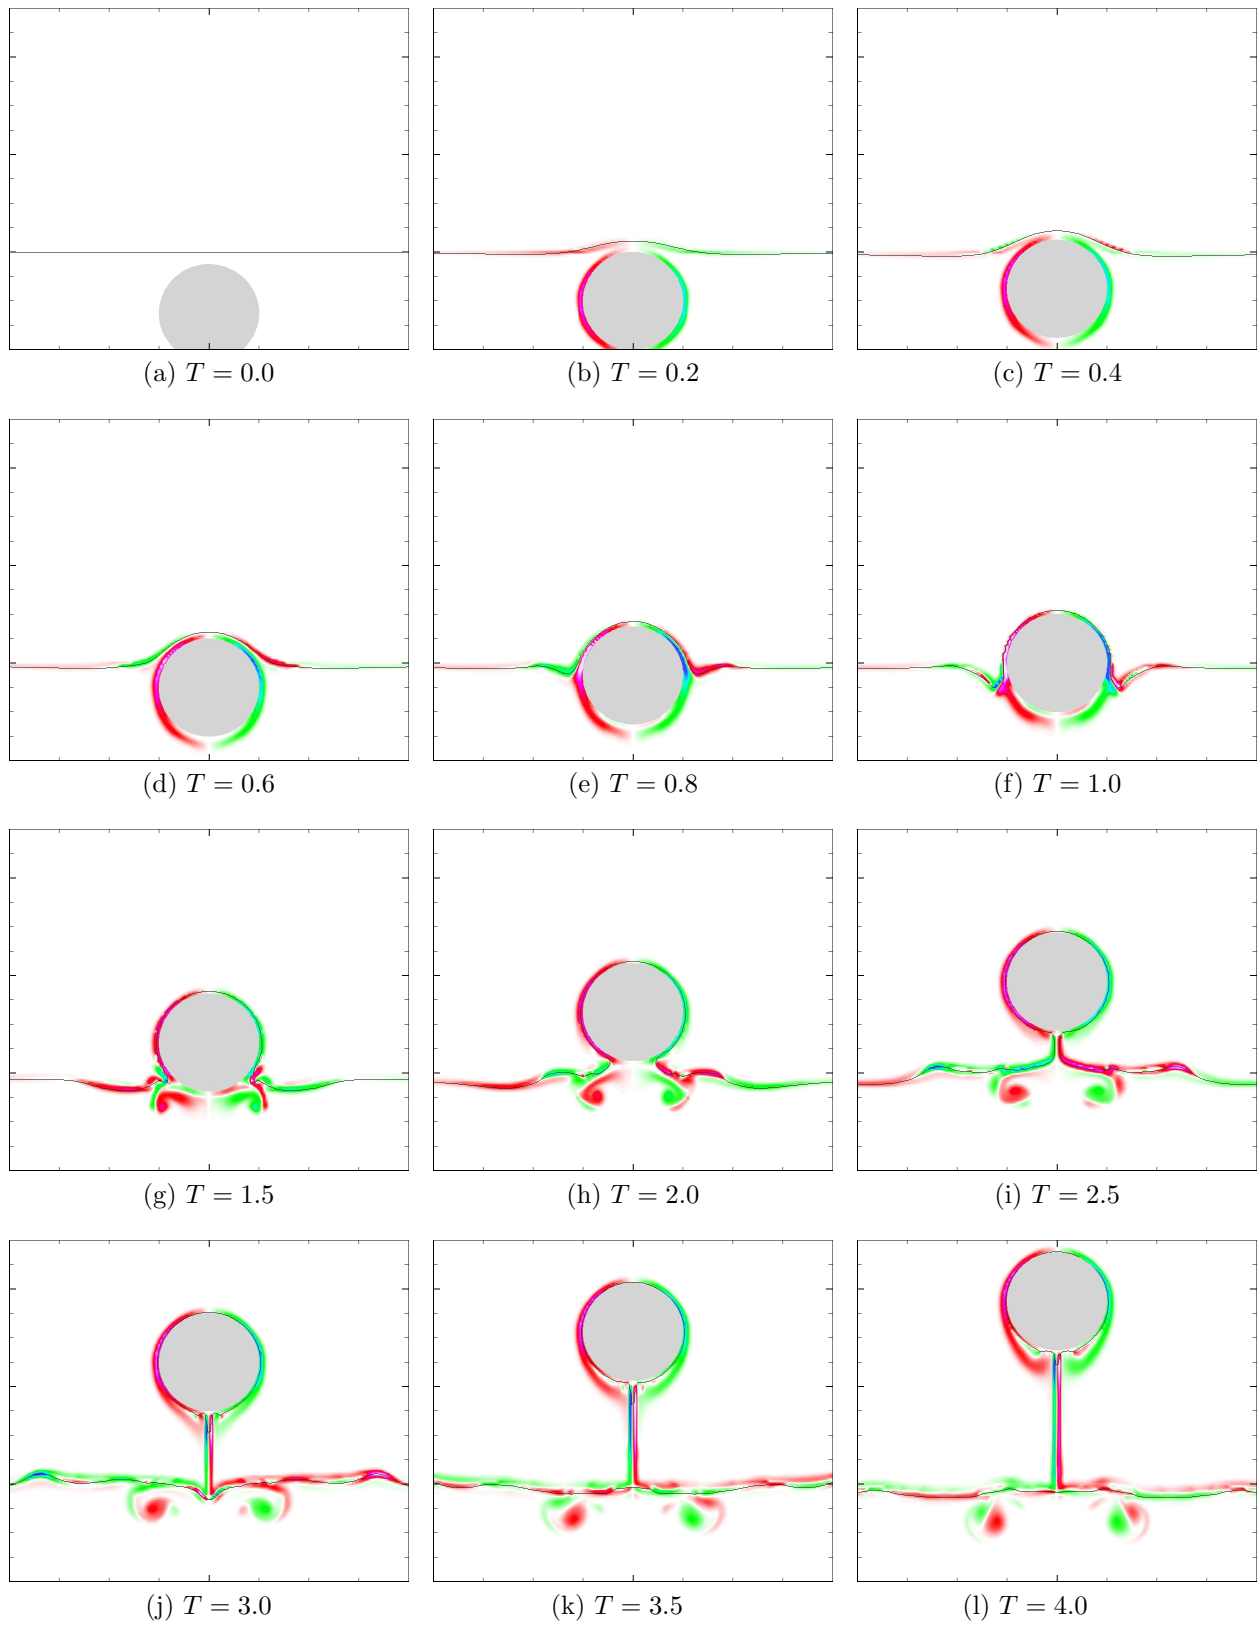 (a) T = 0.0
(b) T = 0.2
(c) T = 0.4
(d) T = 0.6
(e) T = 0.8
(f) T = 1.0
(g) T = 1.5
(h) T = 2.0
(i) T = 2.5
(j) T = 3.0
(k) T = 3.5
(l) T = 4.0